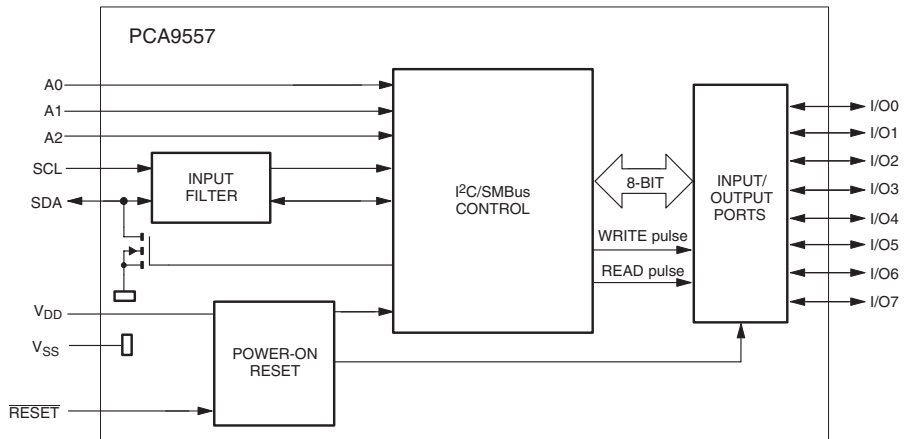 PCA9557
A0
A1
A2
SCL
SDA
INPUT
FILTER
I²C/SMBus
CONTROL
8-BIT
WRITE pulse
READ pulse
INPUT/
OUTPUT
PORTS
I/O0
I/O1
I/O2
I/O3
I/O4
I/O5
I/O6
I/O7
VDD
VSS
POWER-ON
RESET
RESET